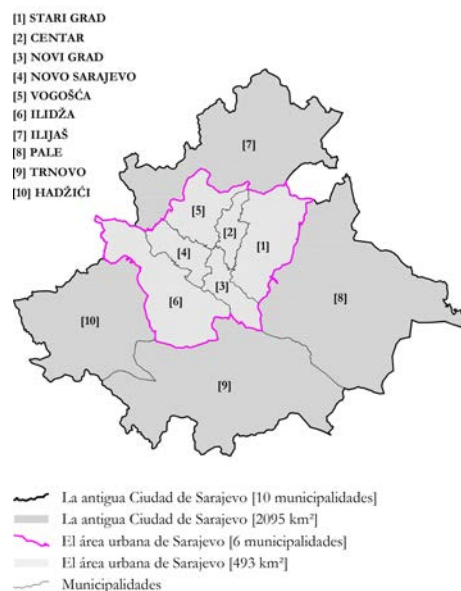 [1] STARI GRAD
[2] CENTAR
[3] NOVI GRAD
[4] NOVO SARAJEVO
[5] VOGOŠĆA
[6] ILIDŽA
[7] ILIJAŠ
[8] PALE
[9] TRNOVO
[10] HADŽIĆI
[7]
[5]
[2]
[1]
[4]
[3]
[6]
[8]
[10]
[9]
La antigua Ciudad de Sarajevo [10 municipalidades]
La antigua Ciudad de Sarajevo [2095 km²]
El área urbana de Sarajevo [6 municipalidades]
El área urbana de Sarajevo [493 km²]
Municipalidades